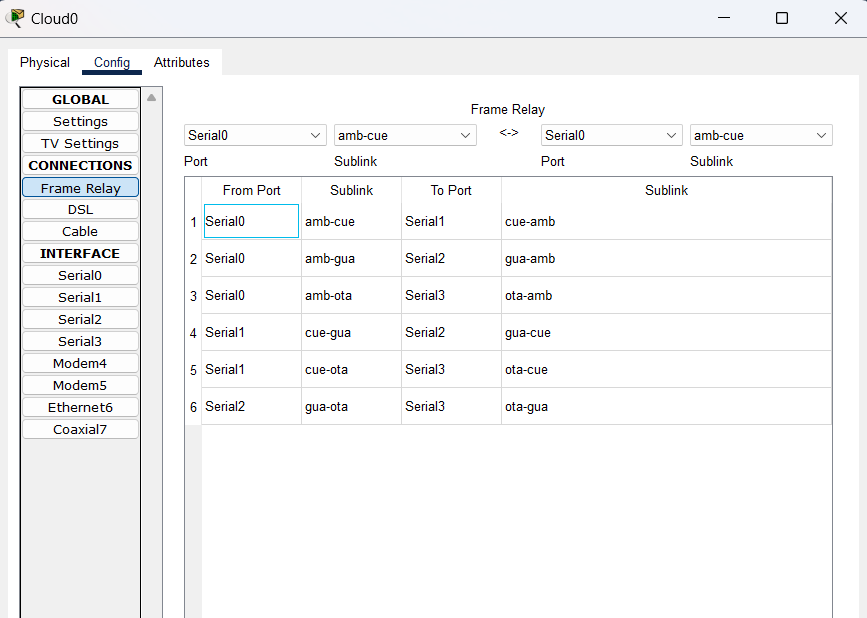 Cloud0
Physical Config Attributes
GLOBAL
Settings
TV Settings
CONNECTIONS
Frame Relay
DSL
Cable
INTERFACE
Serial0
Serial1
Serial2
Serial3
Modem4
Modem5
Ethernet6
Coaxial7
Frame Relay
Serial0 amb-cue <-> Serial0 amb-cue
Port Sublink Port Sublink
From Port Sublink To Port Sublink
1 Serial0 amb-cue Serial1 cue-amb
2 Serial0 amb-gua Serial2 gua-amb
3 Serial0 amb-ota Serial3 ota-amb
4 Serial1 cue-gua Serial2 gua-cue
5 Serial1 cue-ota Serial3 ota-cue
6 Serial2 gua-ota Serial3 ota-gua